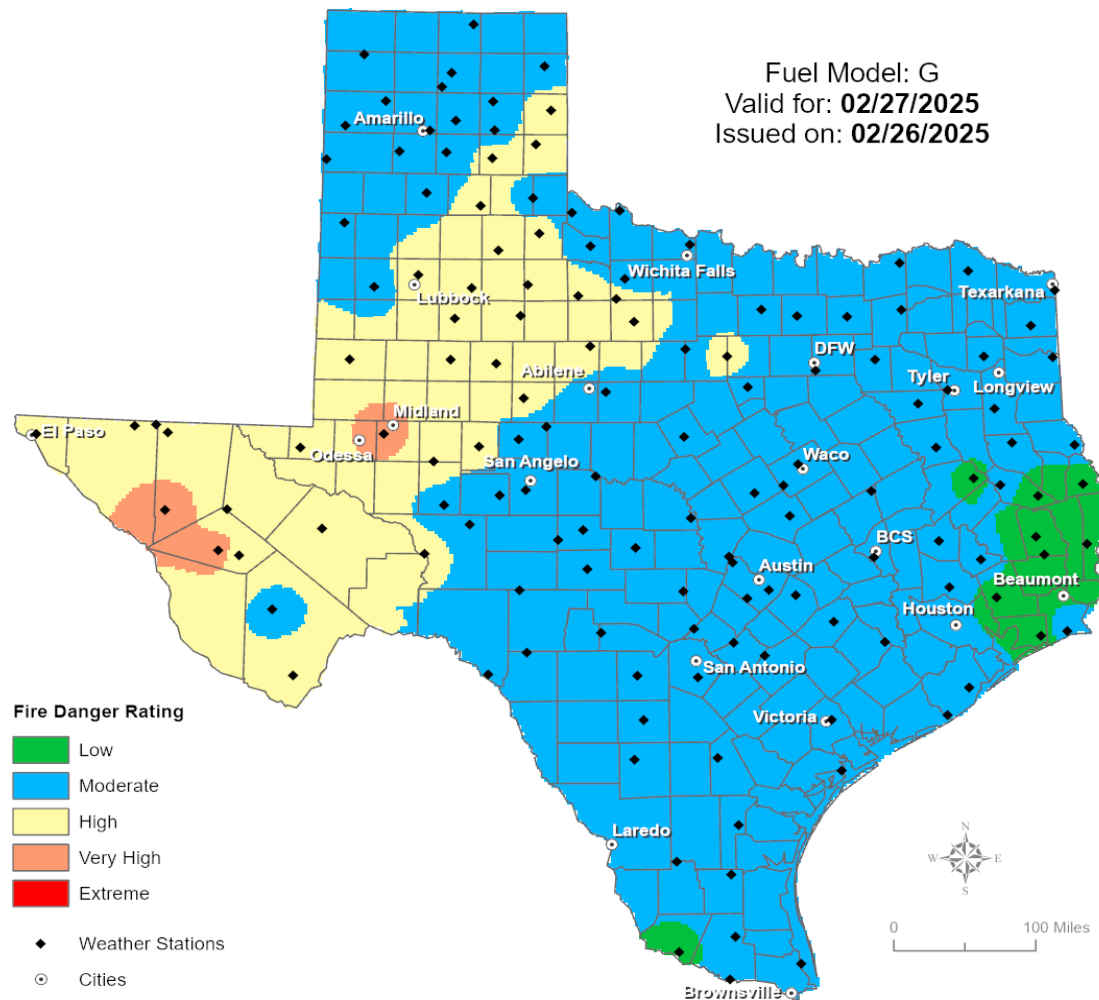 Fuel Model: G
Valid for: 02/27/2025
Issued on: 02/26/2025
Amarillo
Wichita Falls
Lubbock
Texarkana
DFW
Abilene
Tyler
Longview
Midland
El Paso
Odessa
San Angelo
Waco
BCS
Austin
Beaumont
Houston
San Antonio
Victoria
Laredo
Brownsville
Fire Danger Rating
Low
Moderate
High
Very High
Extreme
Weather Stations
Cities
N
W E
S
0 100 Miles